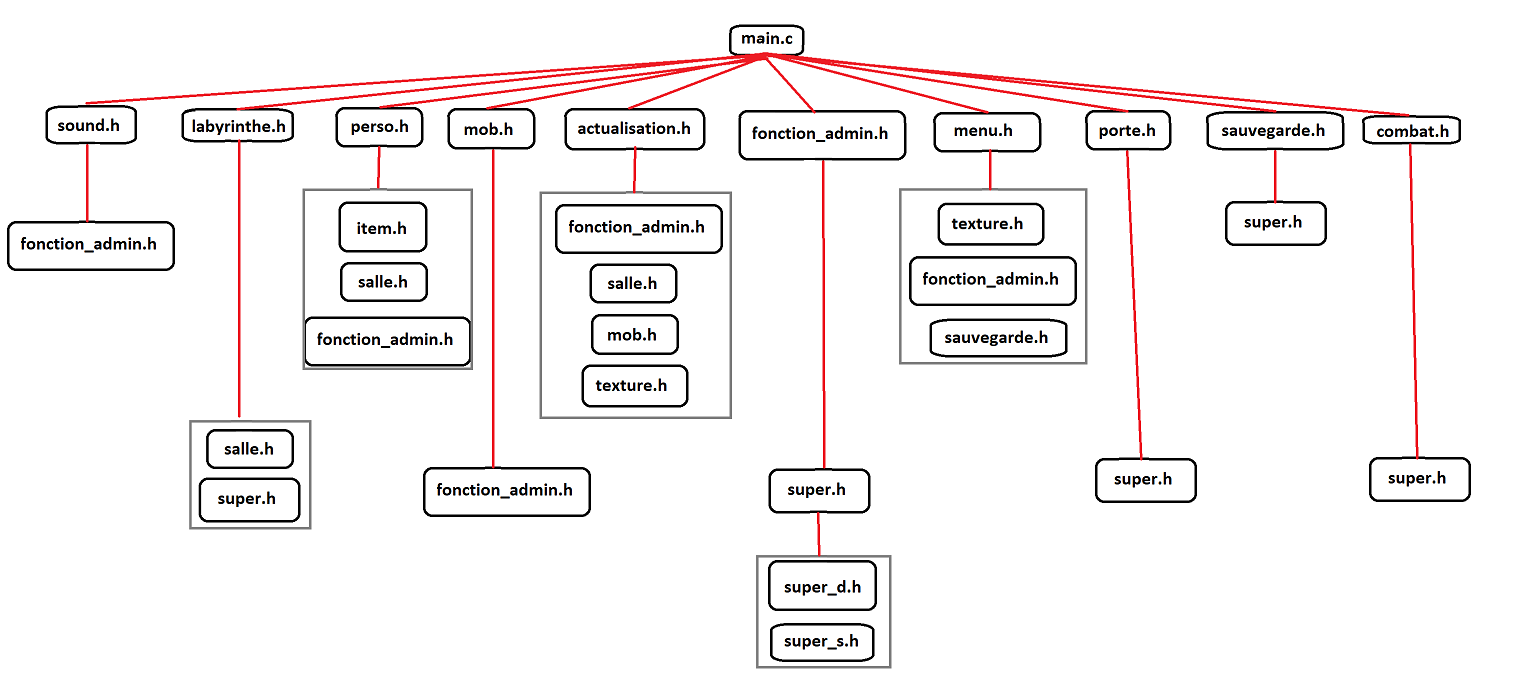 main.c
sound.h
labyrinthe.h
perso.h
mob.h
actualisation.h
fonction_admin.h
menu.h
porte.h
sauvegarde.h
combat.h
fonction_admin.h
item.h
salle.h
fonction_admin.h
fonction_admin.h
salle.h
mob.h
texture.h
texture.h
fonction_admin.h
sauvegarde.h
super.h
salle.h
super.h
fonction_admin.h
super.h
super.h
super.h
super_d.h
super_s.h